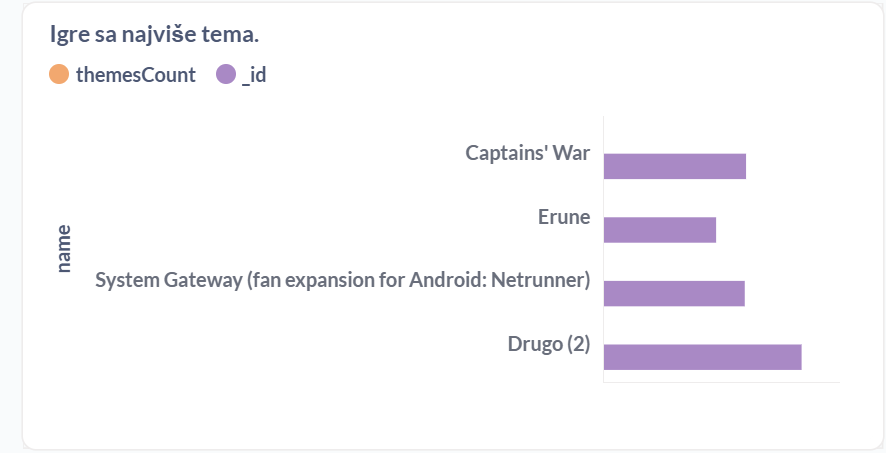 Igre sa najviše tema.
themesCount _id
Captains' War
Erune
name
System Gateway (fan expansion for Android: Netrunner)
Drugo (2)